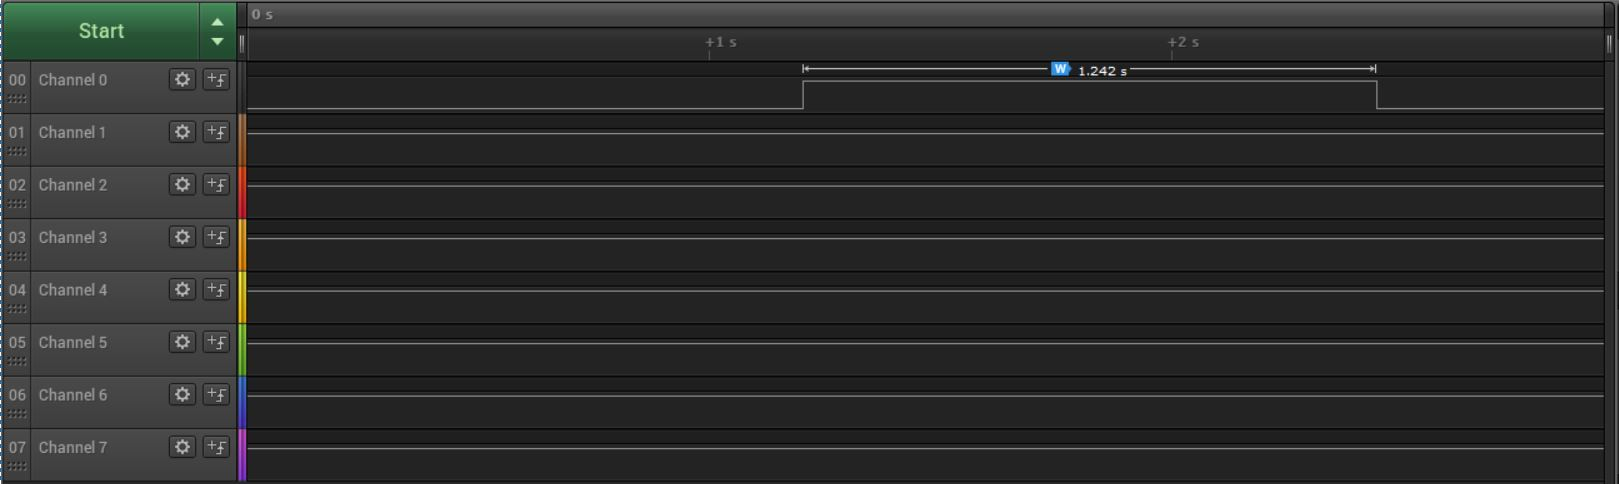 Start
0 s
+1 s
+2 s
00 Channel 0
W 1.242 s
01 Channel 1
02 Channel 2
03 Channel 3
04 Channel 4
05 Channel 5
06 Channel 6
07 Channel 7